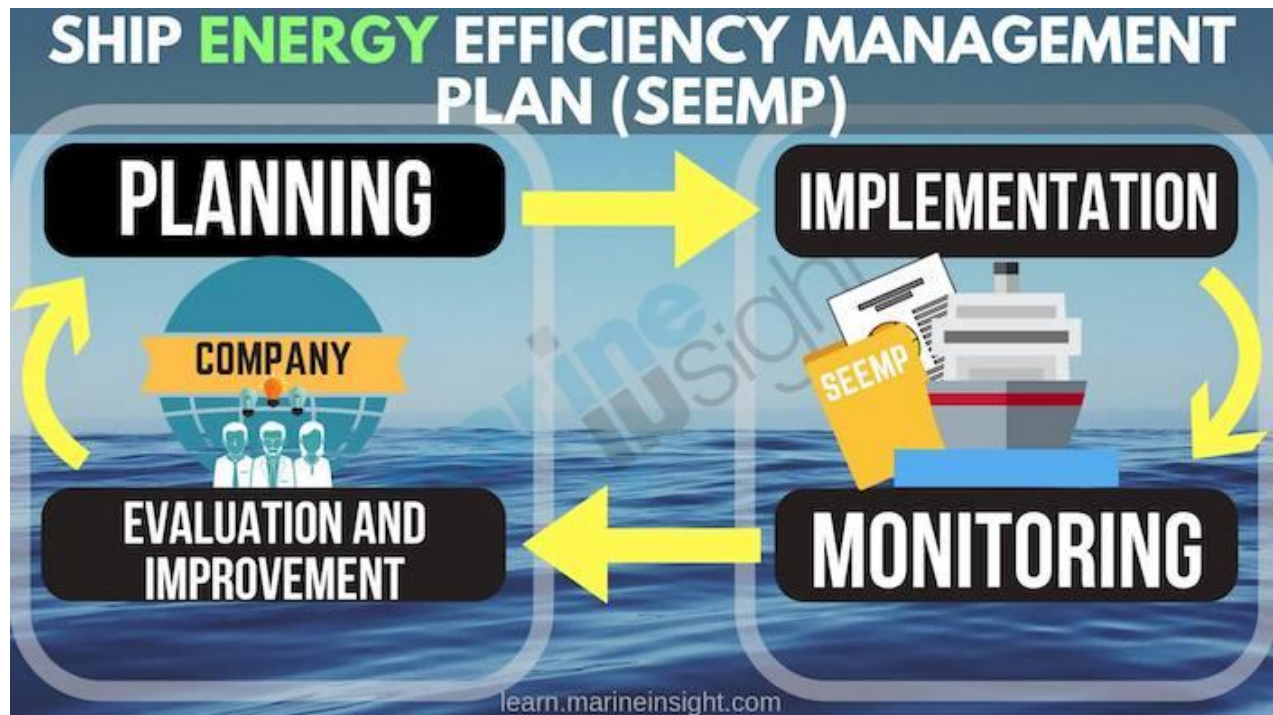 SHIP ENERGY EFFICIENCY MANAGEMENT
PLAN (SEEMP)
PLANNING
IMPLEMENTATION
COMPANY
SEEMP
EVALUATION AND
IMPROVEMENT
MONITORING
learn.marineinsight.com